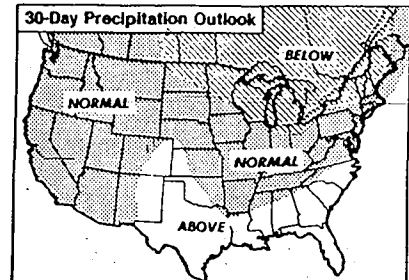 30-Day Precipitation Outlook
BELOW
NORMAL
NORMAL
ABOVE